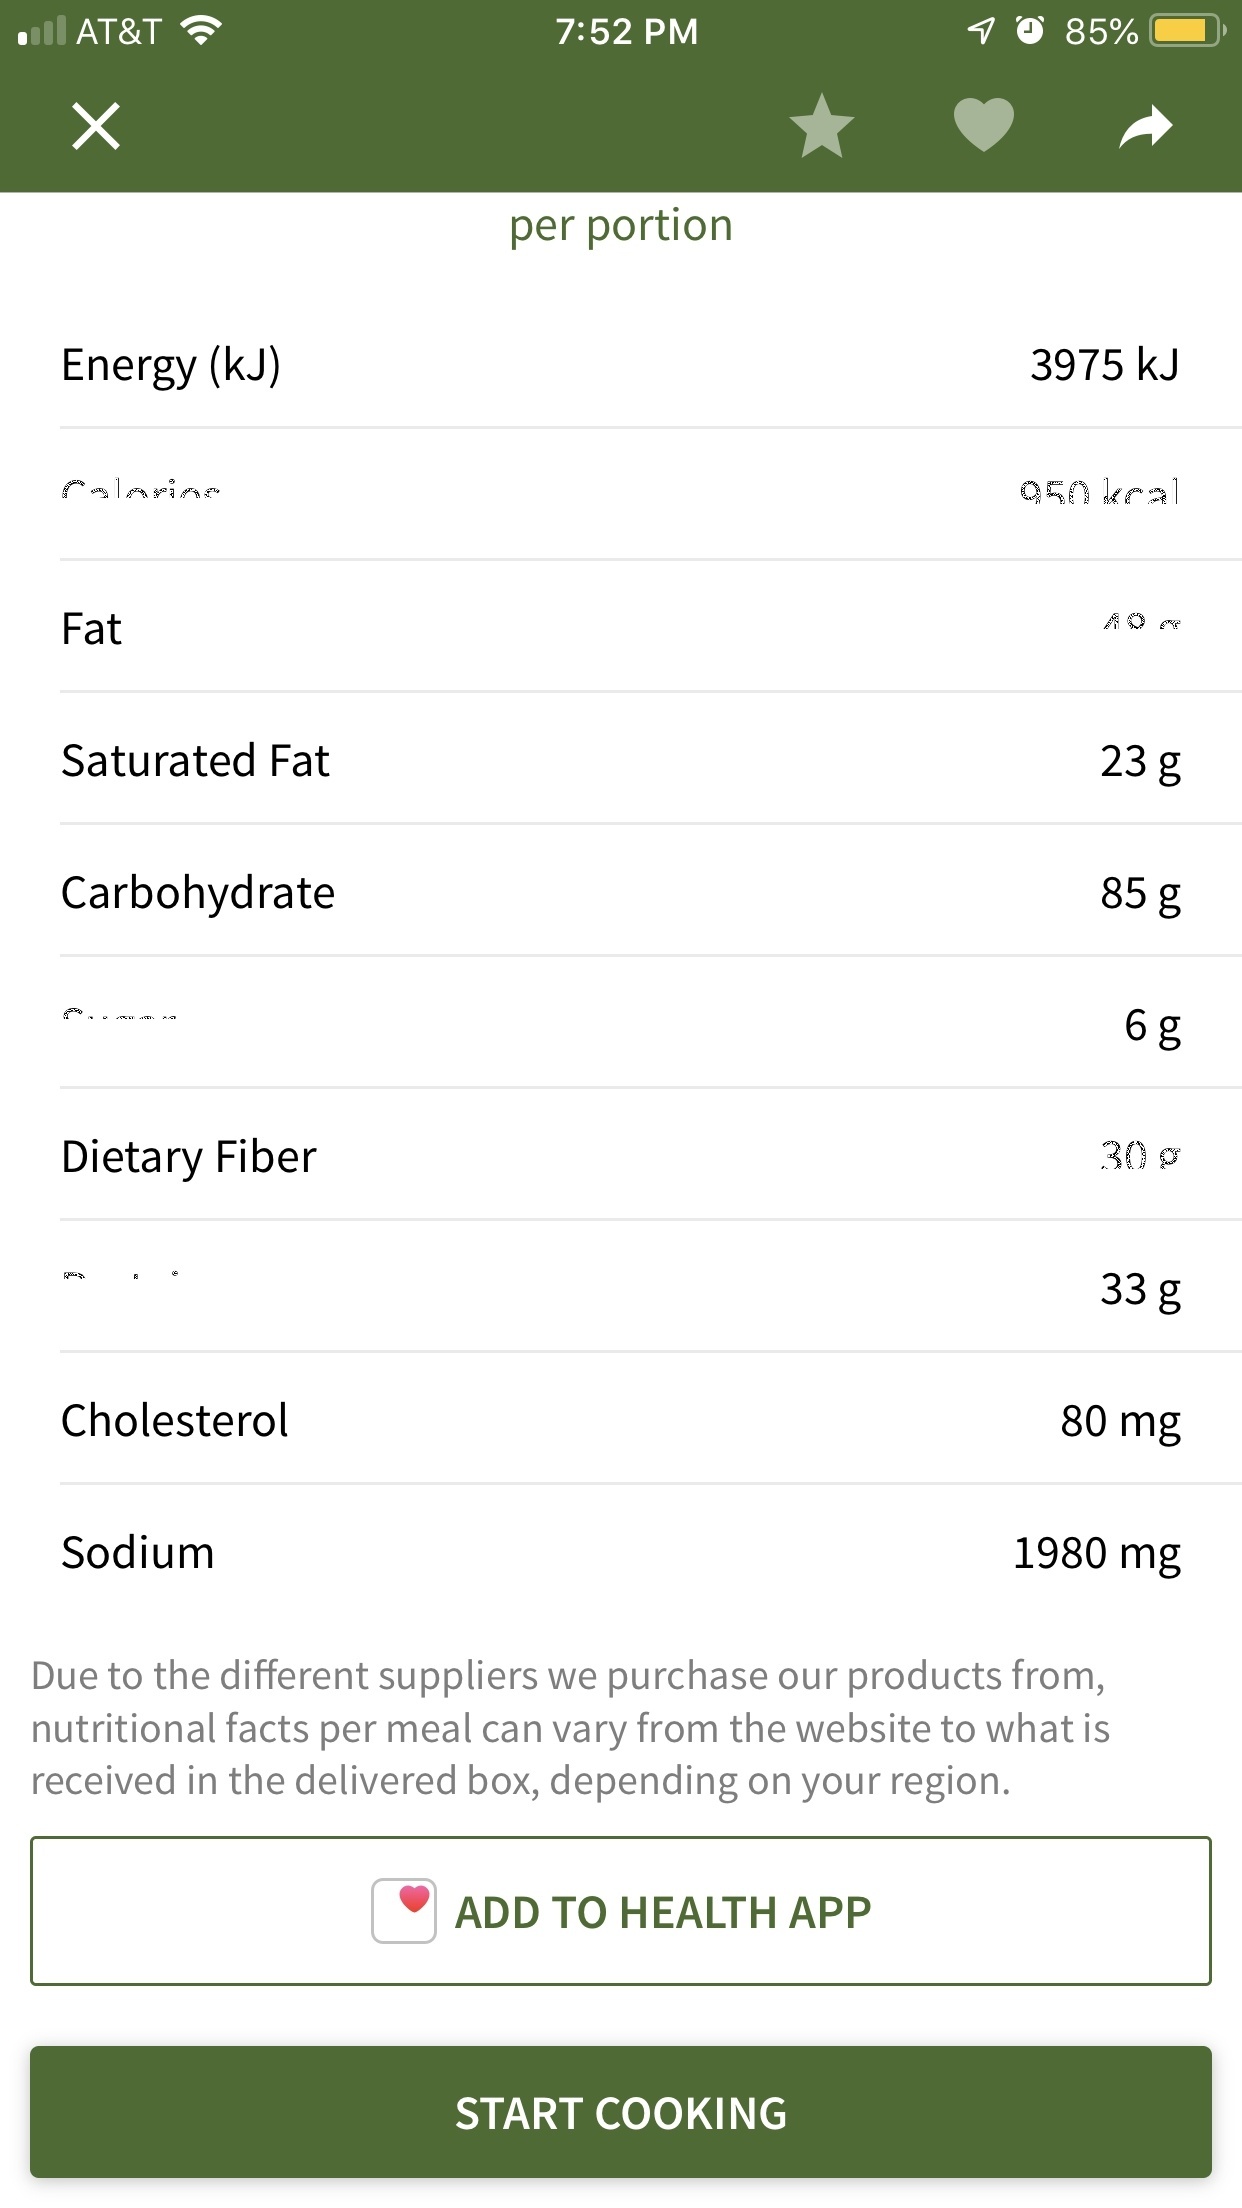 AT&T 7:52 PM 85%
per portion
Energy (kJ) 3975 kJ
Calories 950 kcal
Fat
Saturated Fat 23 g
Carbohydrate 85 g
6 g
Dietary Fiber 30 g
33 g
Cholesterol 80 mg
Sodium 1980 mg
Due to the different suppliers we purchase our products from,
nutritional facts per meal can vary from the website to what is
received in the delivered box, depending on your region.
ADD TO HEALTH APP
START COOKING